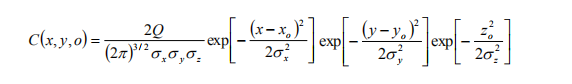 C(x,y,o) = \frac{2Q}{(2\pi)^{3/2} \sigma_x \sigma_y \sigma_z} \exp\left[-\frac{(x-x_o)^2}{2\sigma_x^2}\right] \exp\left[-\frac{(y-y_o)^2}{2\sigma_y^2}\right] \exp\left[-\frac{z_o^2}{2\sigma_z^2}\right]